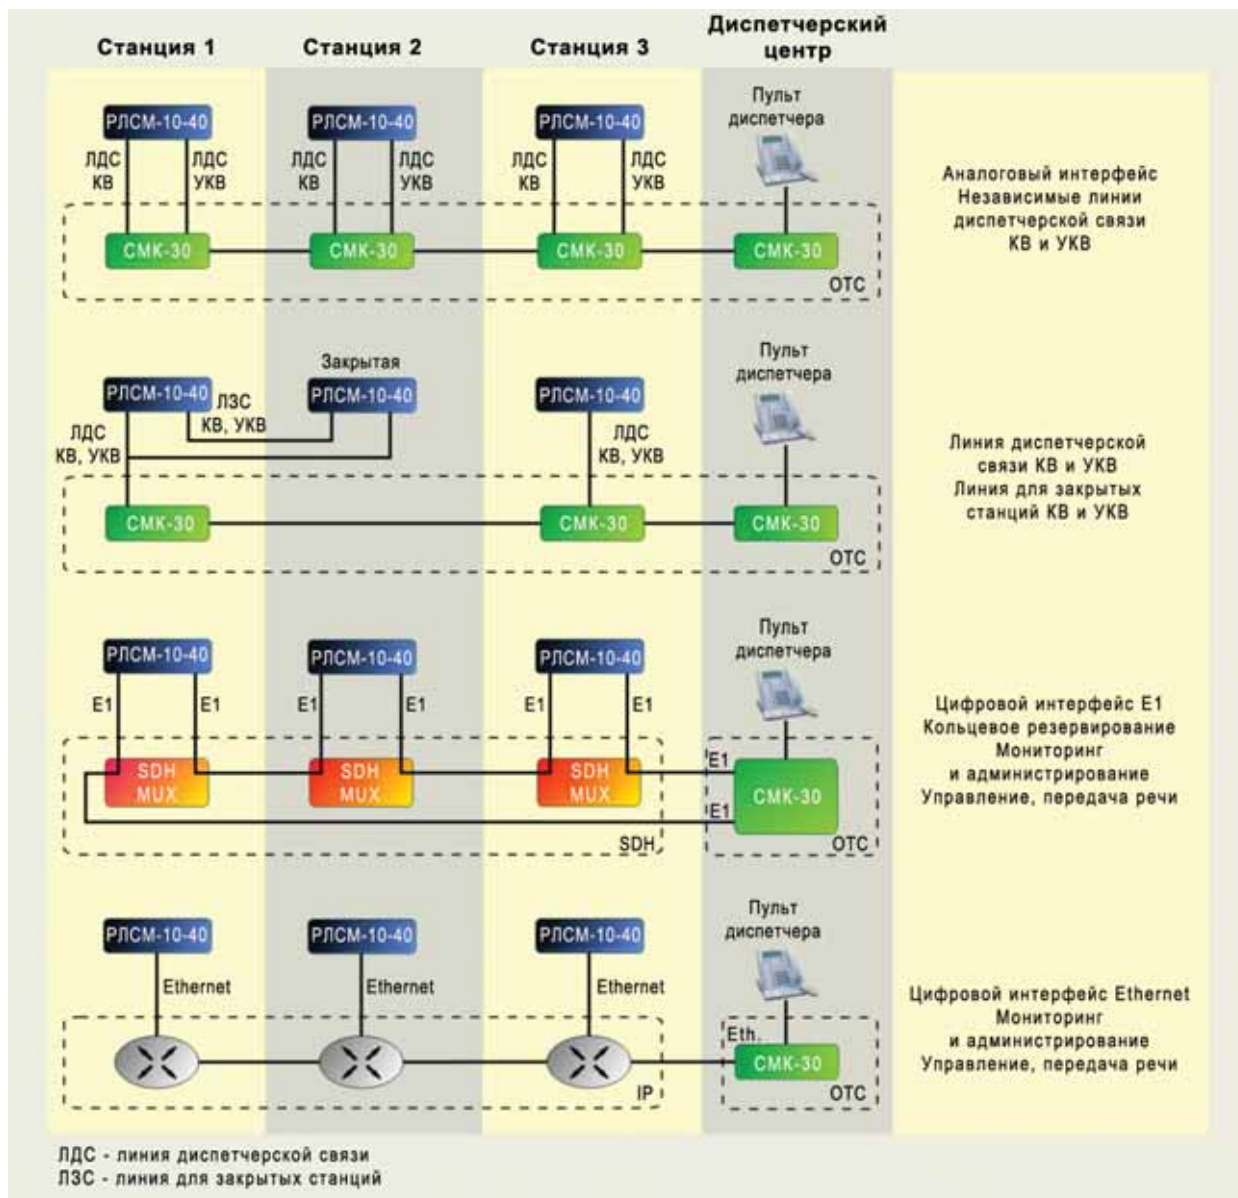 Станция 1
Станция 2
Станция 3
Диспетчерский
центр
РЛСМ-10-40
РЛСМ-10-40
РЛСМ-10-40
Пульт
диспетчера
ЛДС
КВ
ЛДС
УКВ
ЛДС
КВ
ЛДС
УКВ
ЛДС
КВ
ЛДС
УКВ
СМК-30
СМК-30
СМК-30
СМК-30
ОТС
Аналоговый интерфейс
Независимые линии
диспетчерской связи
КВ и УКВ
РЛСМ-10-40
Закрытая
РЛСМ-10-40
РЛСМ-10-40
Пульт
диспетчера
ЛЗС
КВ, УКВ
ЛДС
КВ, УКВ
ЛДС
КВ, УКВ
СМК-30
СМК-30
СМК-30
ОТС
Линия диспетчерской
связи КВ и УКВ
Линия для закрытых
станций КВ и УКВ
РЛСМ-10-40
РЛСМ-10-40
РЛСМ-10-40
Пульт
диспетчера
E1
E1
E1
E1
E1
E1
SDH
MUX
SDH
MUX
SDH
MUX
SDH
E1
E1
СМК-30
ОТС
Цифровой интерфейс E1
Кольцевое резервирование
Мониторинг
и администрирование
Управление, передача речи
РЛСМ-10-40
РЛСМ-10-40
РЛСМ-10-40
Пульт
диспетчера
Ethernet
Ethernet
Ethernet
IP
Eth.
СМК-30
ОТС
Цифровой интерфейс Ethernet
Мониторинг
и администрирование
Управление, передача речи
ЛДС - линия диспетчерской связи
ЛЗС - линия для закрытых станций